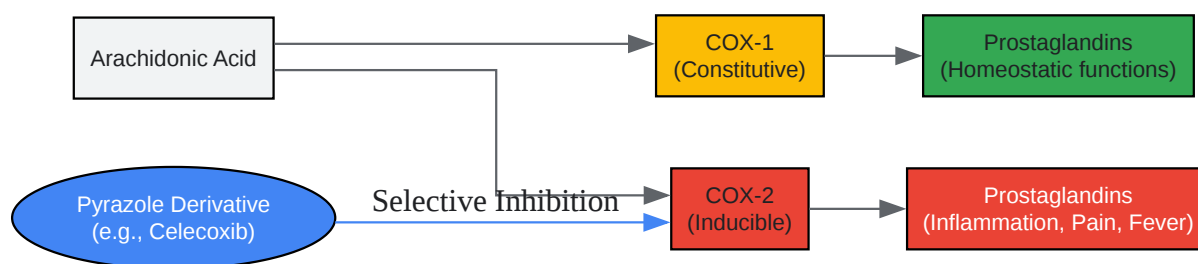 Arachidonic Acid
COX-1
(Constitutive)
Prostaglandins
(Homeostatic functions)
Pyrazole Derivative
(e.g., Celecoxib)
Selective Inhibition
COX-2
(Inducible)
Prostaglandins
(Inflammation, Pain, Fever)